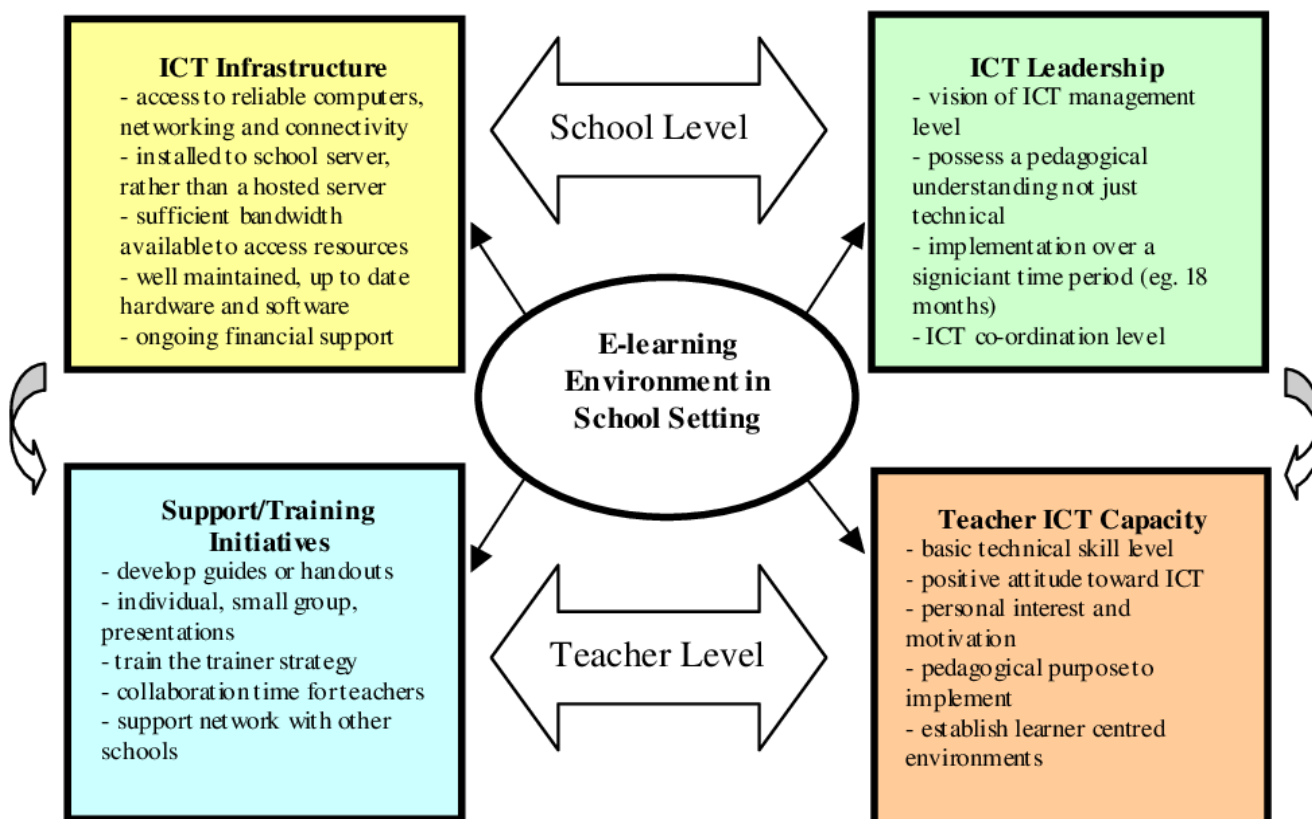 ICT Infrastructure
- access to reliable computers,
networking and connectivity
- installed to school server,
rather than a hosted server
- sufficient bandwidth
available to access resources
- well maintained, up to date
hardware and software
- ongoing financial support
School Level
ICT Leadership
- vision of ICT management
level
- possess a pedagogical
understanding not just
technical
- implementation over a
signiciant time period (eg. 18
months)
- ICT co-ordination level
E-learning
Environment in
School Setting
Support/Training
Initiatives
- develop guides or handouts
- individual, small group,
presentations
- train the trainer strategy
- collaboration time for teachers
- support network with other
schools
Teacher Level
Teacher ICT Capacity
- basic technical skill level
- positive attitude toward ICT
- personal interest and
motivation
- pedagogical purpose to
implement
- establish learner centred
environments